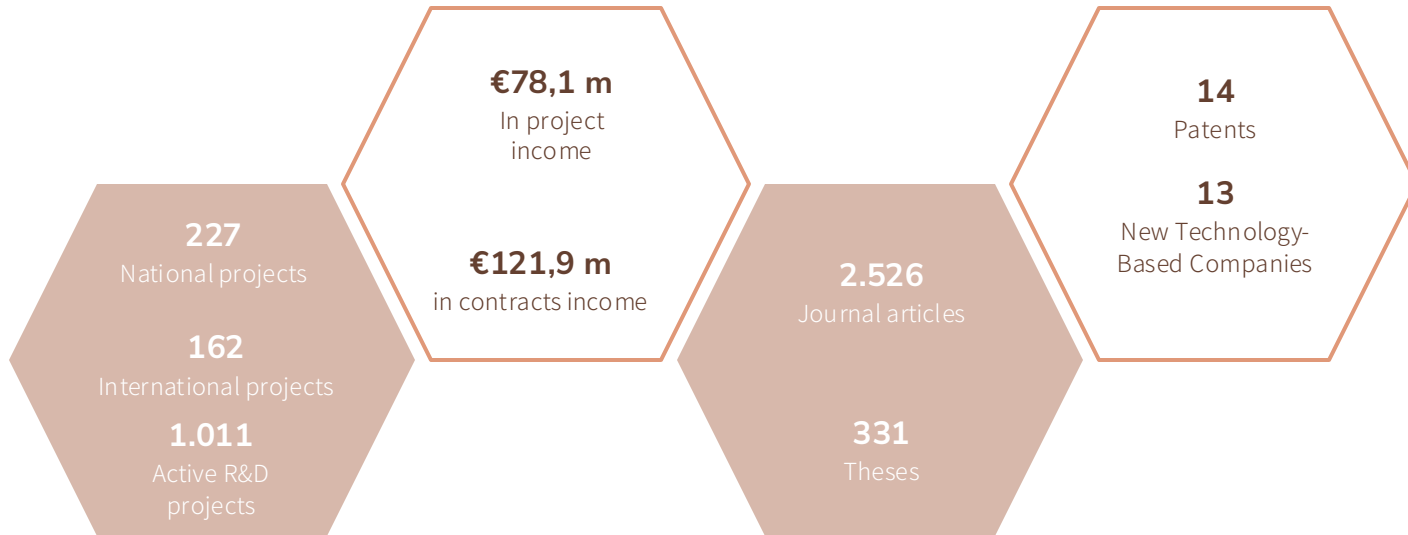 227
National projects
162
International projects
1.011
Active R&D
projects
€78,1 m
In project
income
€121,9 m
in contracts income
2.526
Journal articles
331
Theses
14
Patents
13
New Technology-
Based Companies